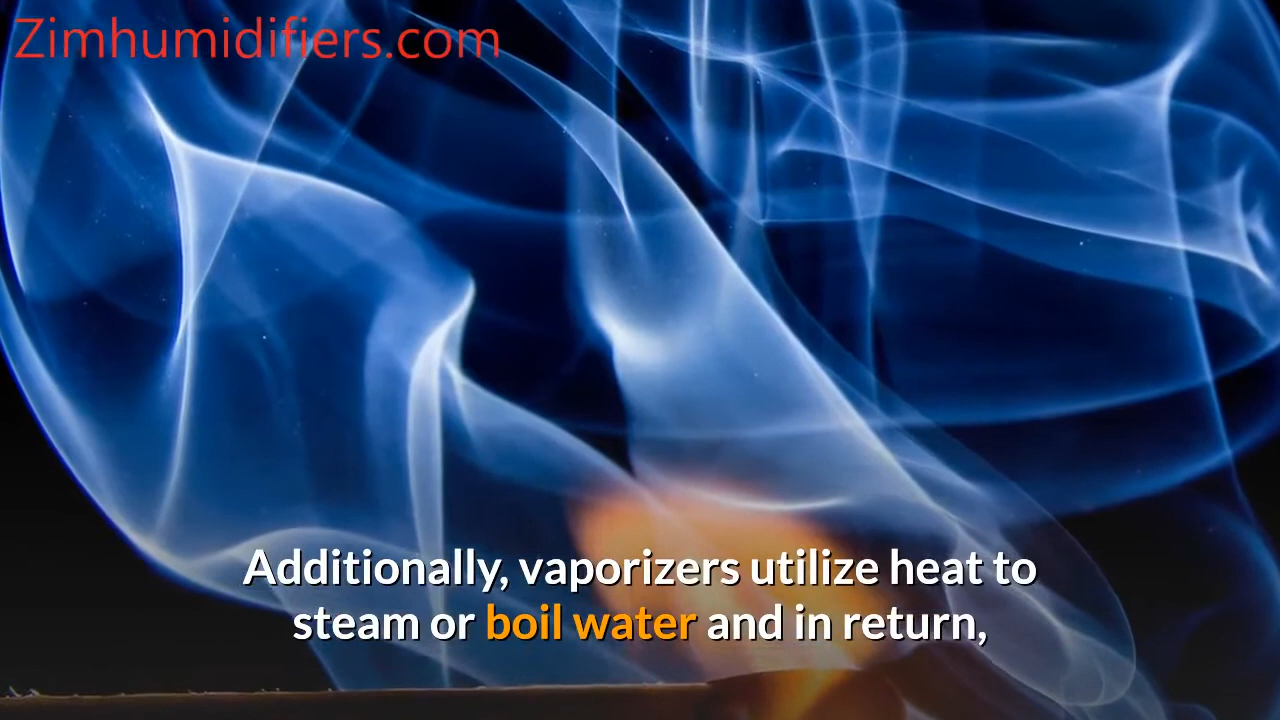 Zimhumidifiers.com
Additionally, vaporizers utilize heat to
steam or boil water and in return,